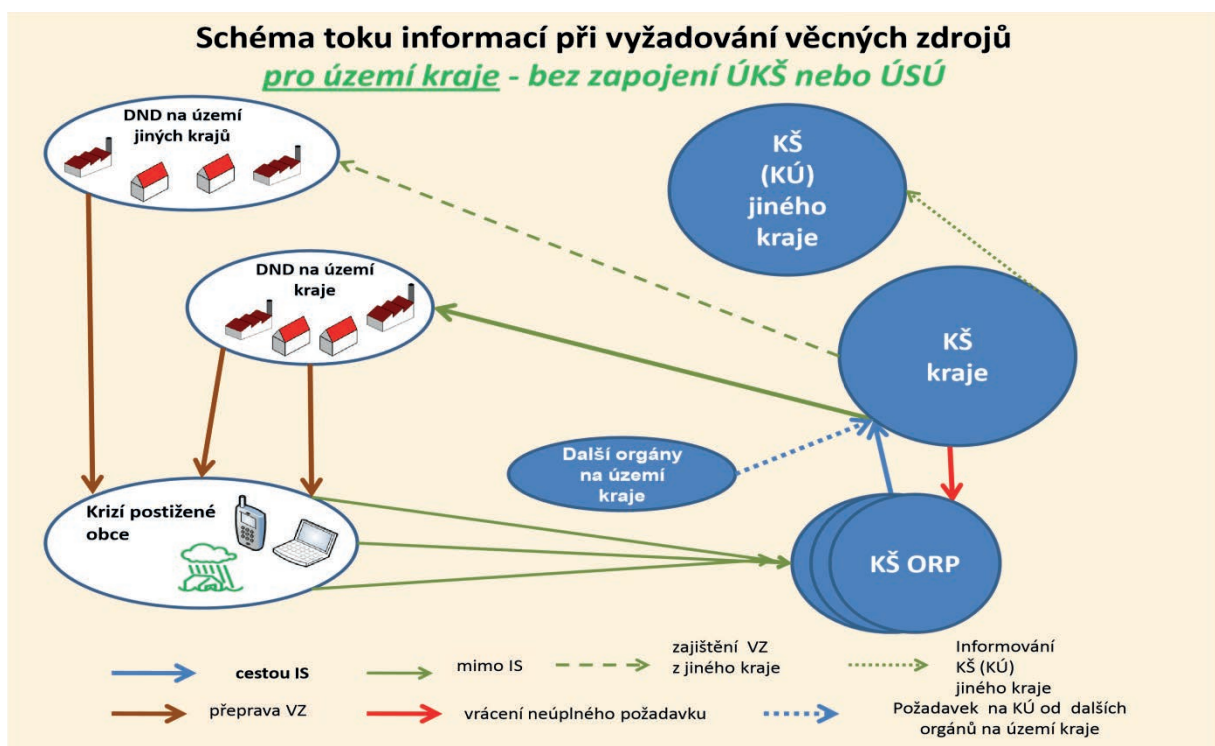 Schéma toku informací při vyžadování věcných zdrojů
pro území kraje - bez zapojení ÚKŠ nebo ÚSÚ
DND na území
jiných krajů
KŠ
(KÚ)
jiného
kraje
DND na území
kraje
KŠ
kraje
Další orgány
na území
kraje
Krizí postižené
obce
KŠ ORP
cestou IS
mimo IS
zajištění VZ
z jiného kraje
Informování
KŠ (KÚ)
jiného kraje
přeprava VZ
vrácení neúplného požadavku
Požadavek na KÚ od dalších
orgánů na území kraje